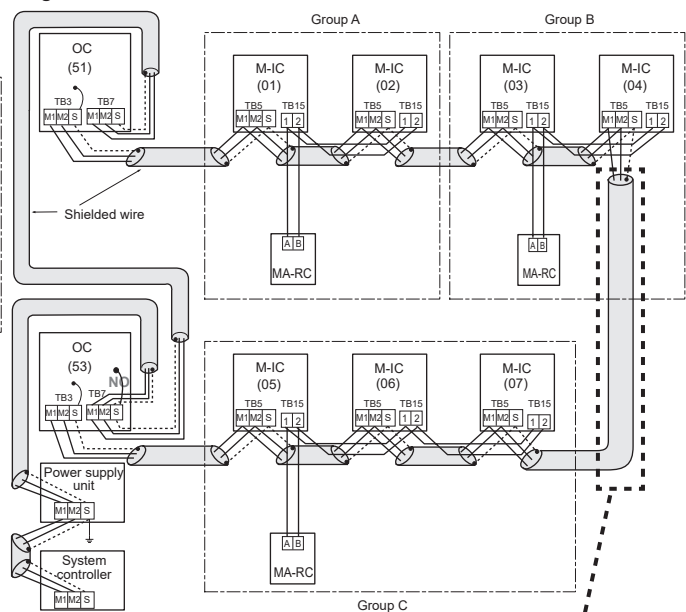 Group A
Group B
OC
(51)
TB3
TB7
M1 M2 S
M1 M2 S
M-IC
(01)
TB5
TB15
M1 M2 S
1 2
M-IC
(02)
TB5
TB15
M1 M2 S
1 2
M-IC
(03)
TB5
TB15
M1 M2 S
1 2
M-IC
(04)
TB5
TB15
M1 M2 S
1 2
Shielded wire
A B
MA-RC
A B
MA-RC
OC
(53)
NO
TB3
TB7
M1 M2 S
M1 M2 S
M-IC
(05)
TB5
TB15
M1 M2 S
1 2
M-IC
(06)
TB5
TB15
M1 M2 S
1 2
M-IC
(07)
TB5
TB15
M1 M2 S
1 2
Power supply
unit
M1 M2 S
System
controller
M1 M2 S
A B
MA-RC
Group C